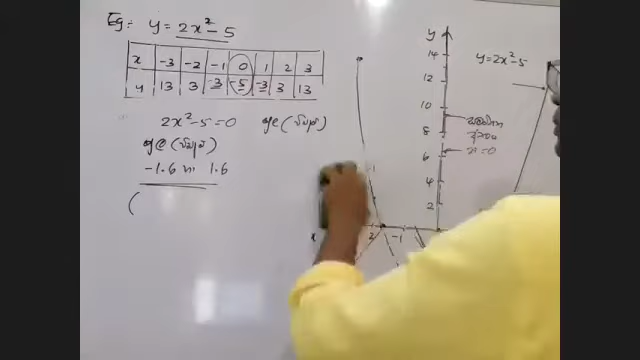 Eg:- y = 2x² - 5
x -3 -2 -1 0 1 2 3
y 13 3 -3 -5 -3 3 13
2x² - 5 = 0
-1.6 හා 1.6
(
y
14
12
10
8
6
4
2
y = 2x² - 5
x = 0
x 2 -1